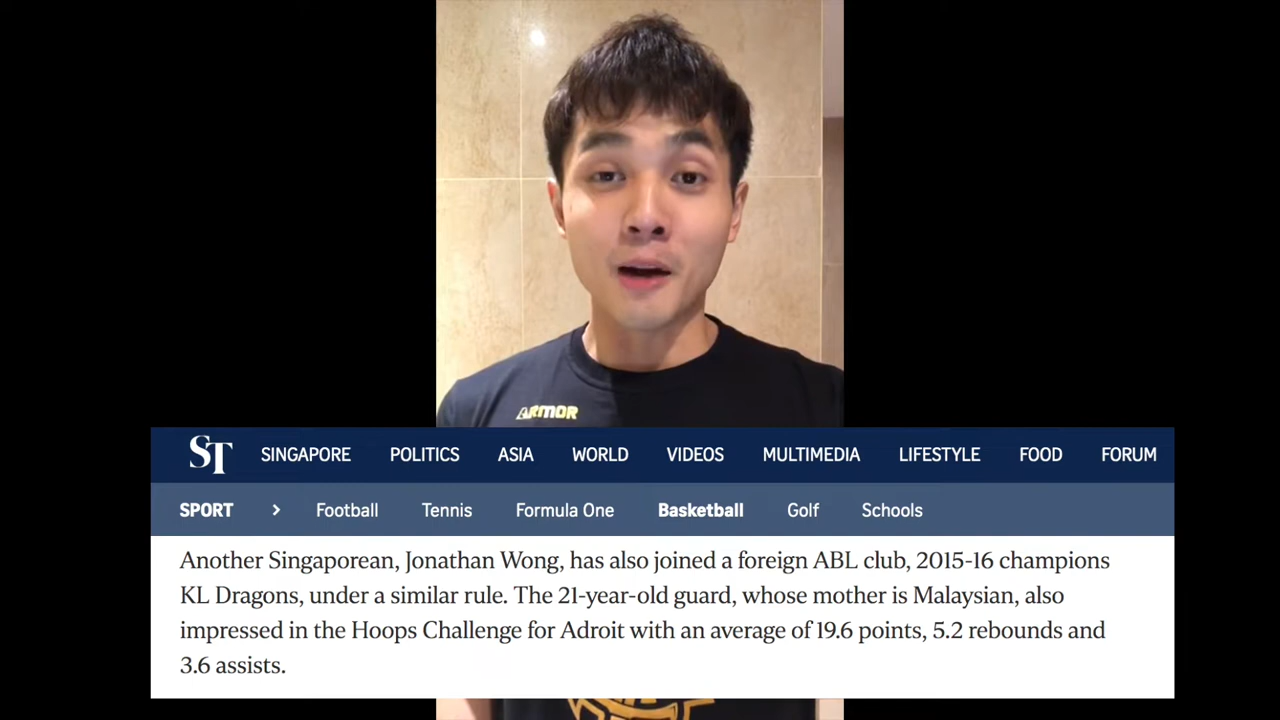 ARMOR
ST SINGAPORE POLITICS ASIA WORLD VIDEOS MULTIMEDIA LIFESTYLE FOOD FORUM
SPORT > Football Tennis Formula One Basketball Golf Schools
Another Singaporean, Jonathan Wong, has also joined a foreign ABL club, 2015-16 champions
KL Dragons, under a similar rule. The 21-year-old guard, whose mother is Malaysian, also
impressed in the Hoops Challenge for Adroit with an average of 19.6 points, 5.2 rebounds and
3.6 assists.